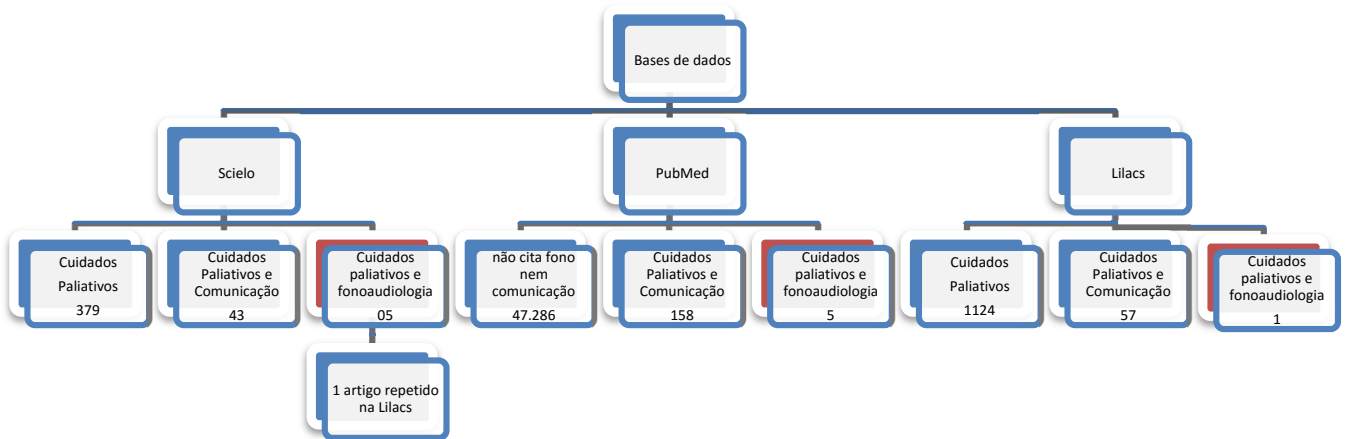 Bases de dados
Scielo
PubMed
Lilacs
Cuidados
Paliativos
379
Cuidados
Paliativos e
Comunicação
43
Cuidados
paliativos e
fonoaudiologia
05
não cita fono
nem
comunicação
47.286
Cuidados
Paliativos e
Comunicação
158
Cuidados
paliativos e
fonoaudiologia
5
Cuidados
Paliativos
1124
Cuidados
Paliativos e
Comunicação
57
Cuidados
paliativos e
fonoaudiologia
1
1 artigo repetido
na Lilacs